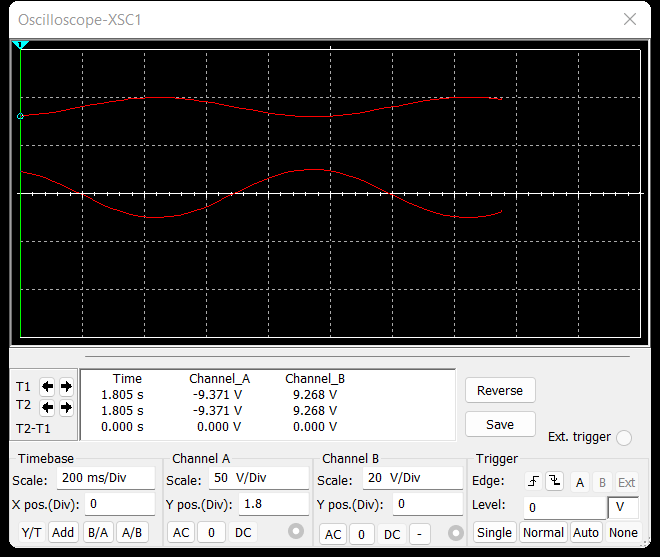 Oscilloscope-XSC1
1
Time Channel_A Channel_B
T1 1.805 s -9.371 V 9.268 V
T2 1.805 s -9.371 V 9.268 V
T2-T1 0.000 s 0.000 V 0.000 V
Reverse
Save
Ext. trigger
Timebase
Scale: 200 ms/Div
X pos.(Div): 0
Y/T Add B/A A/B
Channel A
Scale: 50 V/Div
Y pos.(Div): 1.8
AC 0 DC
Channel B
Scale: 20 V/Div
Y pos.(Div): 0
AC 0 DC -
Trigger
Edge: A B Ext
Level: 0 V
Single Normal Auto None